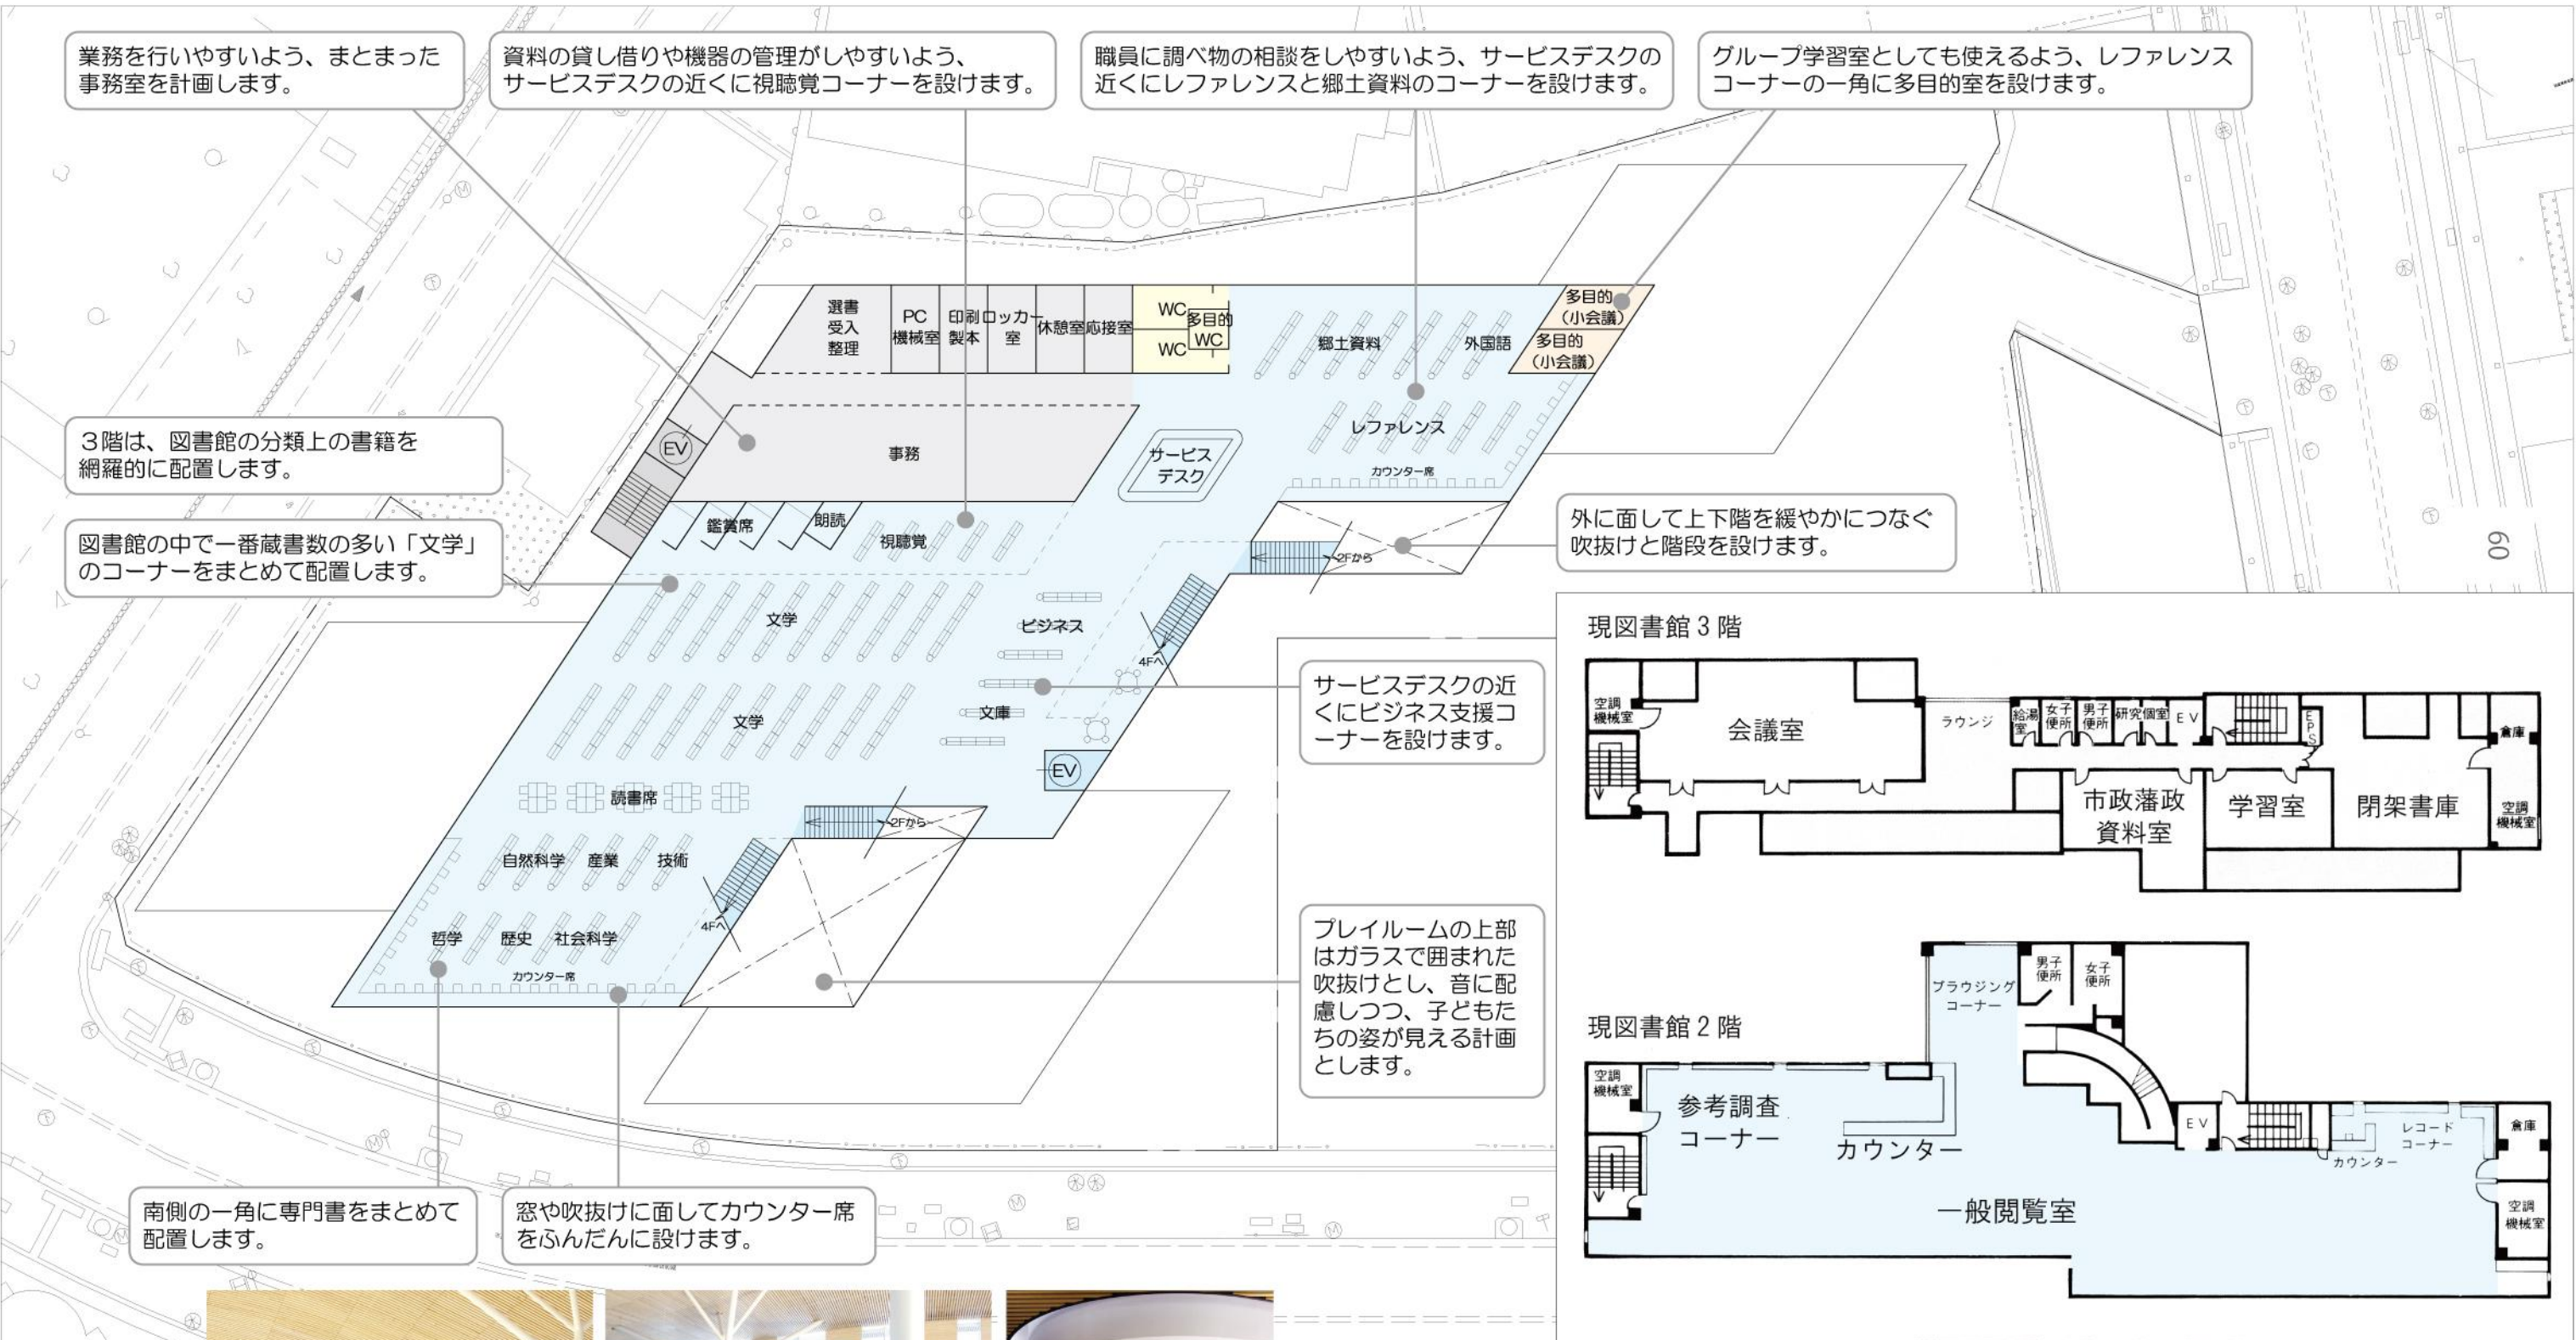 業務を行いやすいよう、まとまった
事務室を計画します。
資料の貸し借りや機器の管理がしやすいよう、
サービスデスクの近くに視聴覚コーナーを設けます。
職員に調べ物の相談をしやすいよう、サービスデスクの
近くにレファレンスと郷土資料のコーナーを設けます。
グループ学習室としても使えるよう、レファレンス
コーナーの一角に多目的室を設けます。
選書
受入
整理
PC
機械室
印刷
製本
ロッカー
室
休憩室
応接室
WC
WC
多目的
WC
郷土資料
外国語
多目的
（小会議）
多目的
（小会議）
レファレンス
カウンター席
サービス
デスク
事務
EV
3階は、図書館の分類上の書籍を
網羅的に配置します。
図書館の中で一番蔵書数の多い「文学」
のコーナーをまとめて配置します。
鑑賞席
朗読
視聴覚
2Fから
外に面して上下階を緩やかにつなぐ
吹抜けと階段を設けます。
09
文学
ビジネス
4Fへ
文学
文庫
EV
サービスデスクの近
くにビジネス支援コ
ーナーを設けます。
読書席
2Fから
自然科学
産業
技術
4Fへ
哲学
歴史
社会科学
カウンター席
プレイルームの上部
はガラスで囲まれた
吹抜けとし、音に配
慮しつつ、子どもた
ちの姿が見える計画
とします。
南側の一角に専門書をまとめて
配置します。
窓や吹抜けに面してカウンター席
をふんだんに設けます。
現図書館3階
空調
機械室
会議室
ラウンジ
給湯
室
女子
便所
男子
便所
研究個室
EV
EPS
倉庫
市政藩政
資料室
学習室
閉架書庫
空調
機械室
現図書館2階
ブラウジング
コーナー
男子
便所
女子
便所
空調
機械室
参考調査
コーナー
カウンター
EV
レコード
コーナー
カウンター
倉庫
一般閲覧室
空調
機械室